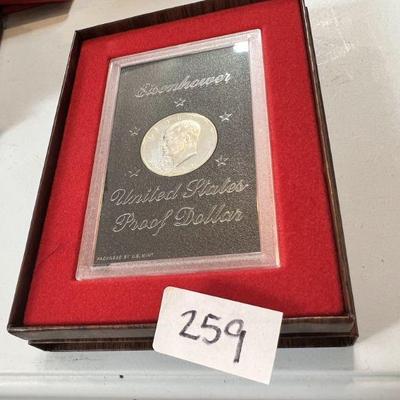 Eisenhower
United States
Proof Dollar
PACKAGED BY U.S. MINT
259